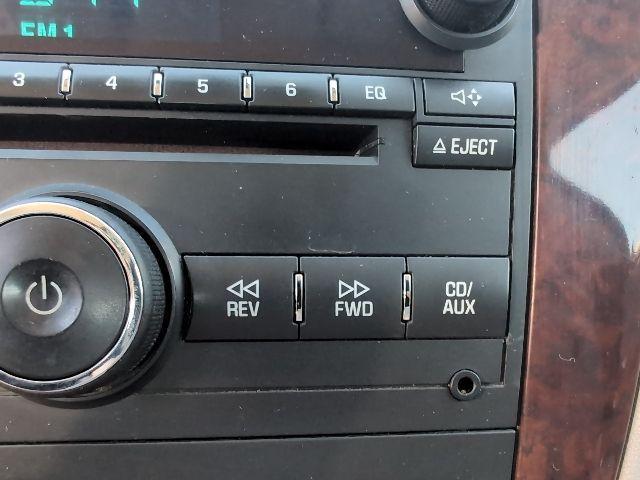 FM1
3 4 5 6 EQ
EJECT
REV FWD CD/
AUX